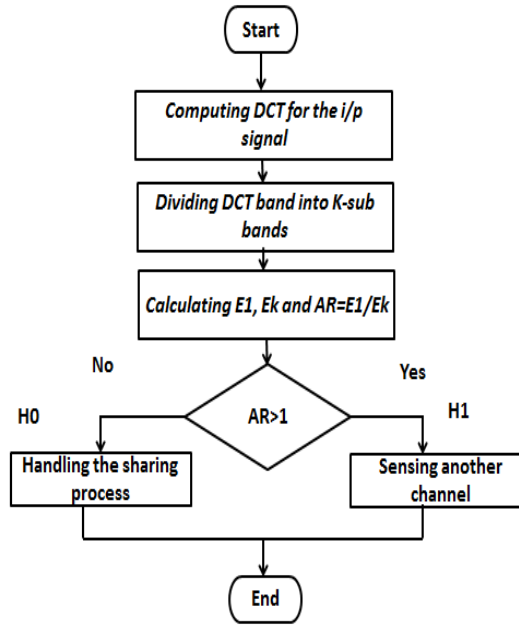 Start
Computing DCT for the i/p
signal
Dividing DCT band into K-sub
bands
Calculating E1, Ek and AR=E1/Ek
No
Yes
AR>1
H0
H1
Handling the sharing
process
Sensing another
channel
End